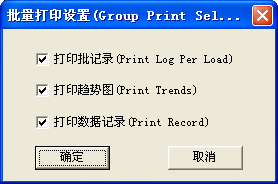 批量打印设置(Group Print Sel...
打印批记录(Print Log Per Load)
打印趋势图(Print Trends)
打印数据记录(Print Record)
确定 取消